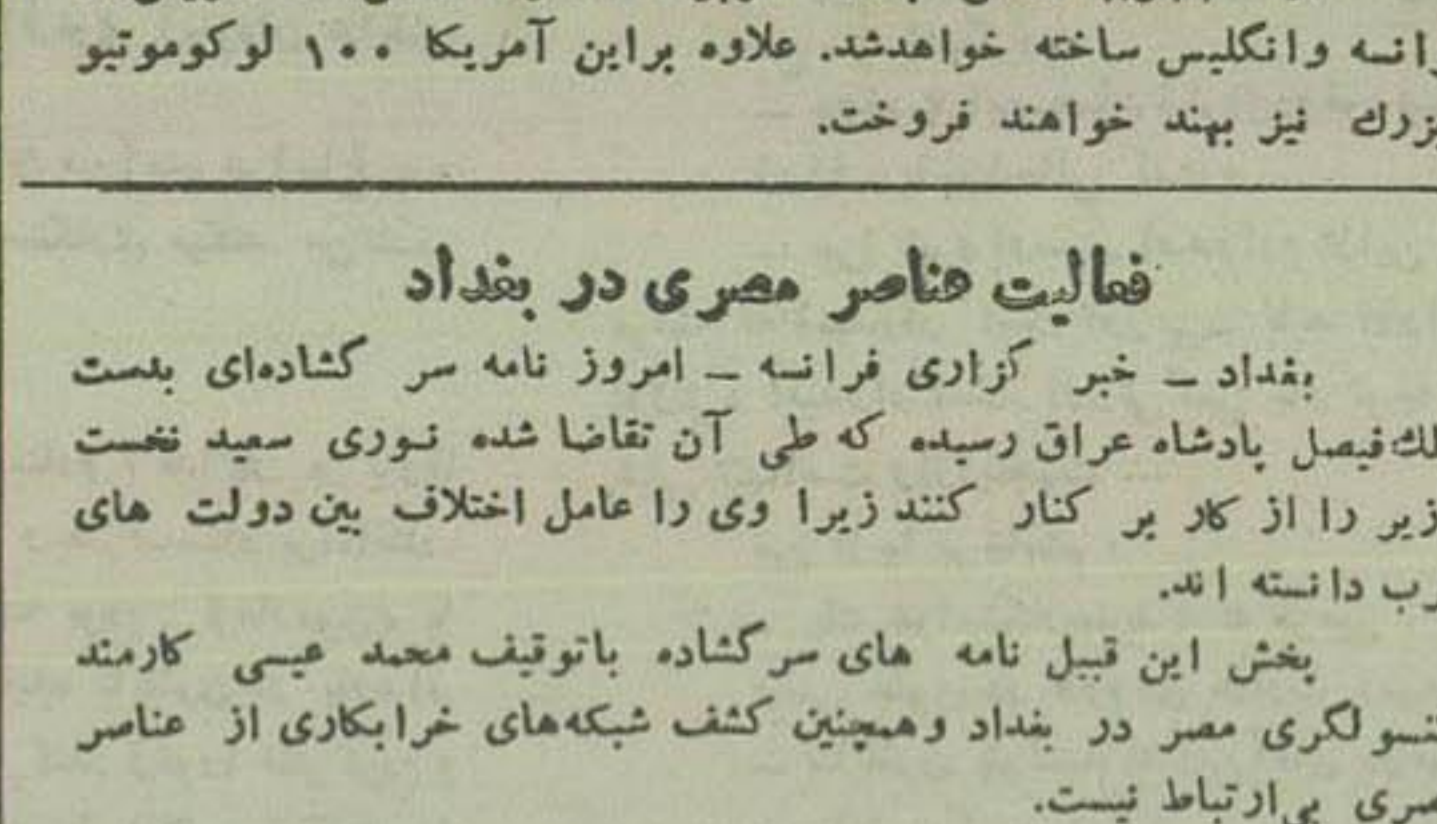 رانسه وانگلیس ساخته خواهدشد. علاوه براین آمریکا ۱۰۰ لوکوموتیو
زرك نیز بهند خواهند فروخت.
فعالیت عناصر مصری در بغداد
بغداد ـ خبر گزاری فرانسه ـ امروز نامه سر گشاده‌ای بدست
لك فیصل پادشاه عراق رسیده که طی آن تقاضا شده نوری سعید نخست
زیر را از کار بر کنار کنند زیرا وی را عامل اختلاف بین دولت های
رب دانسته اند.
پخش این قبیل نامه های سرگشاده باتوقیف محمد عیسی کارمند
نسولگری مصر در بغداد وهمچنین کشف شبکه‌های خرابکاری از عناصر
صری بی‌ارتباط نیست.